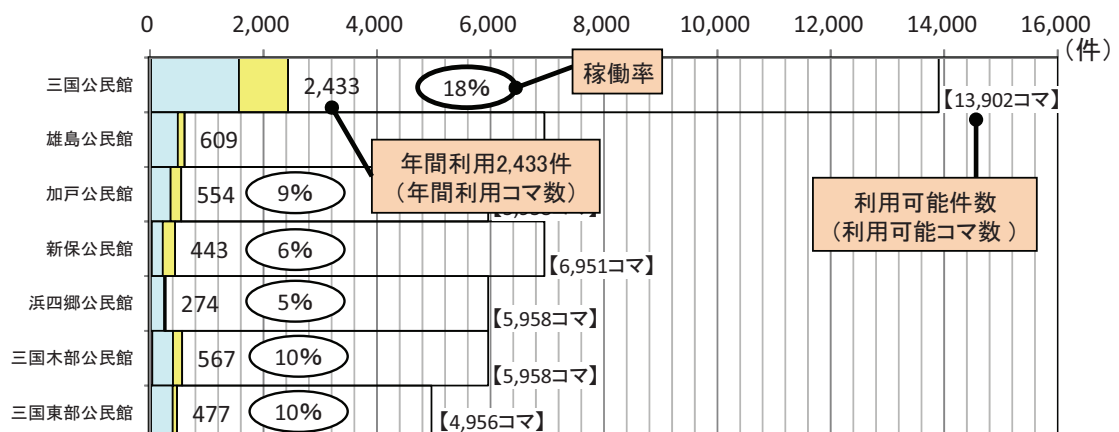 0 2,000 4,000 6,000 8,000 10,000 12,000 14,000 16,000
（件）
三国公民館 2,433 18% 稼働率 【13,902コマ】
雄島公民館 609
年間利用2,433件
（年間利用コマ数）
加戸公民館 554 9%
利用可能件数
（利用可能コマ数 ）
新保公民館 443 6% 【6,951コマ】
浜四郷公民館 274 5% 【5,958コマ】
三国木部公民館 567 10% 【5,958コマ】
三国東部公民館 477 10% 【4,956コマ】